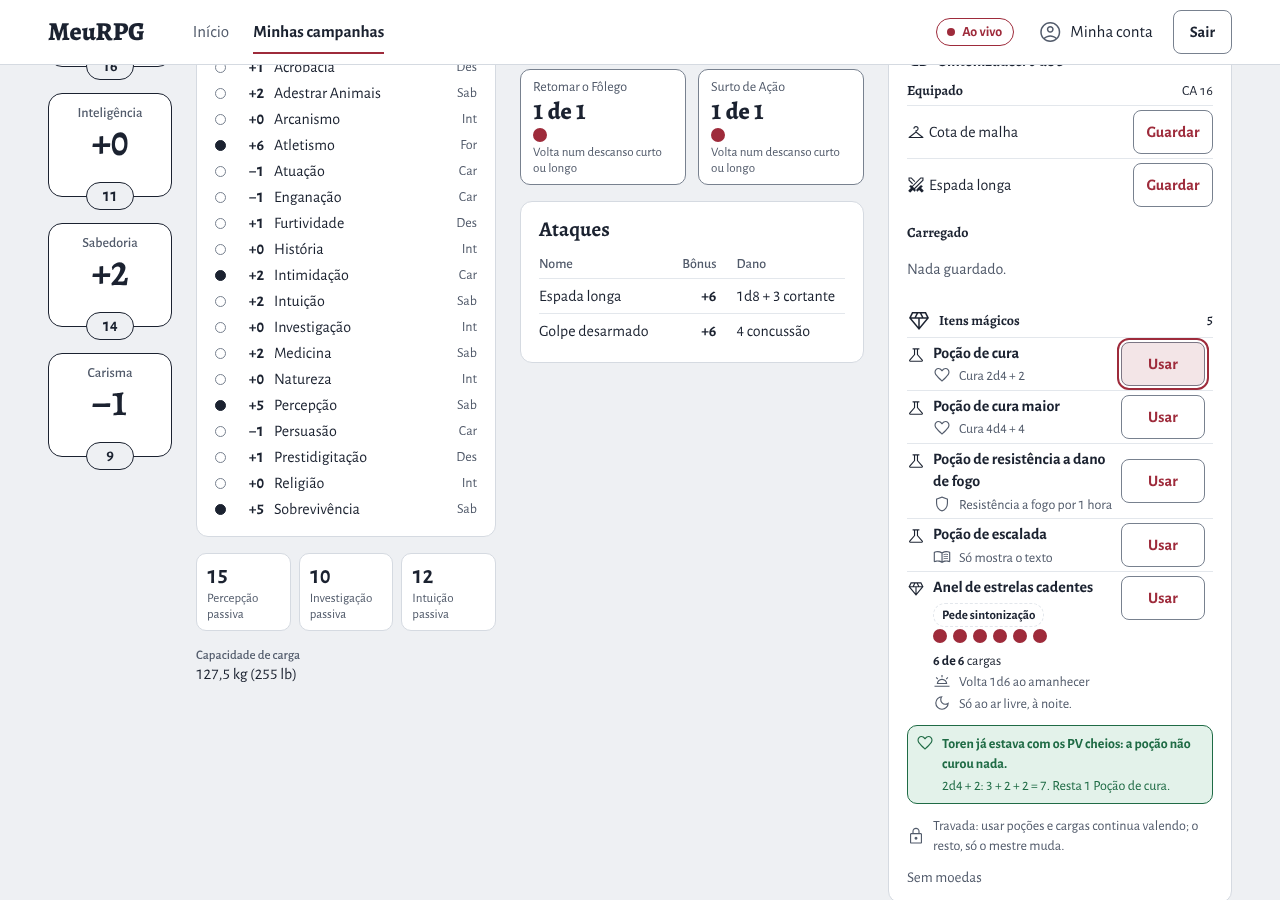 MeuRPG
Início
Minhas campanhas
Ao vivo
Minha conta
Sair
16
Inteligência
+0
11
Sabedoria
+2
14
Carisma
−1
9
+1 Acrobacia Des
+2 Adestrar Animais Sab
+0 Arcanismo Int
+6 Atletismo For
−1 Atuação Car
−1 Enganação Car
+1 Furtividade Des
+0 História Int
+2 Intimidação Car
+2 Intuição Sab
+0 Investigação Int
+2 Medicina Sab
+0 Natureza Int
+5 Percepção Sab
−1 Persuasão Car
+1 Prestidigitação Des
+0 Religião Int
+5 Sobrevivência Sab
15
Percepção
passiva
10
Investigação
passiva
12
Intuição
passiva
Capacidade de carga
127,5 kg (255 lb)
Retomar o Fôlego
1 de 1
Volta num descanso curto
ou longo
Surto de Ação
1 de 1
Volta num descanso curto
ou longo
Ataques
Nome Bônus Dano
Espada longa +6 1d8 + 3 cortante
Golpe desarmado +6 4 concussão
Equipado CA 16
Cota de malha Guardar
Espada longa Guardar
Carregado
Nada guardado.
Itens mágicos 5
Poção de cura
Cura 2d4 + 2
Usar
Poção de cura maior
Cura 4d4 + 4
Usar
Poção de resistência a dano
de fogo
Resistência a fogo por 1 hora
Usar
Poção de escalada
Só mostra o texto
Usar
Anel de estrelas cadentes
Usar
Pede sintonização
6 de 6 cargas
Volta 1d6 ao amanhecer
Só ao ar livre, à noite.
Toren já estava com os PV cheios: a poção não
curou nada.
2d4 + 2: 3 + 2 + 2 = 7. Resta 1 Poção de cura.
Travada: usar poções e cargas continua valendo; o
resto, só o mestre muda.
Sem moedas